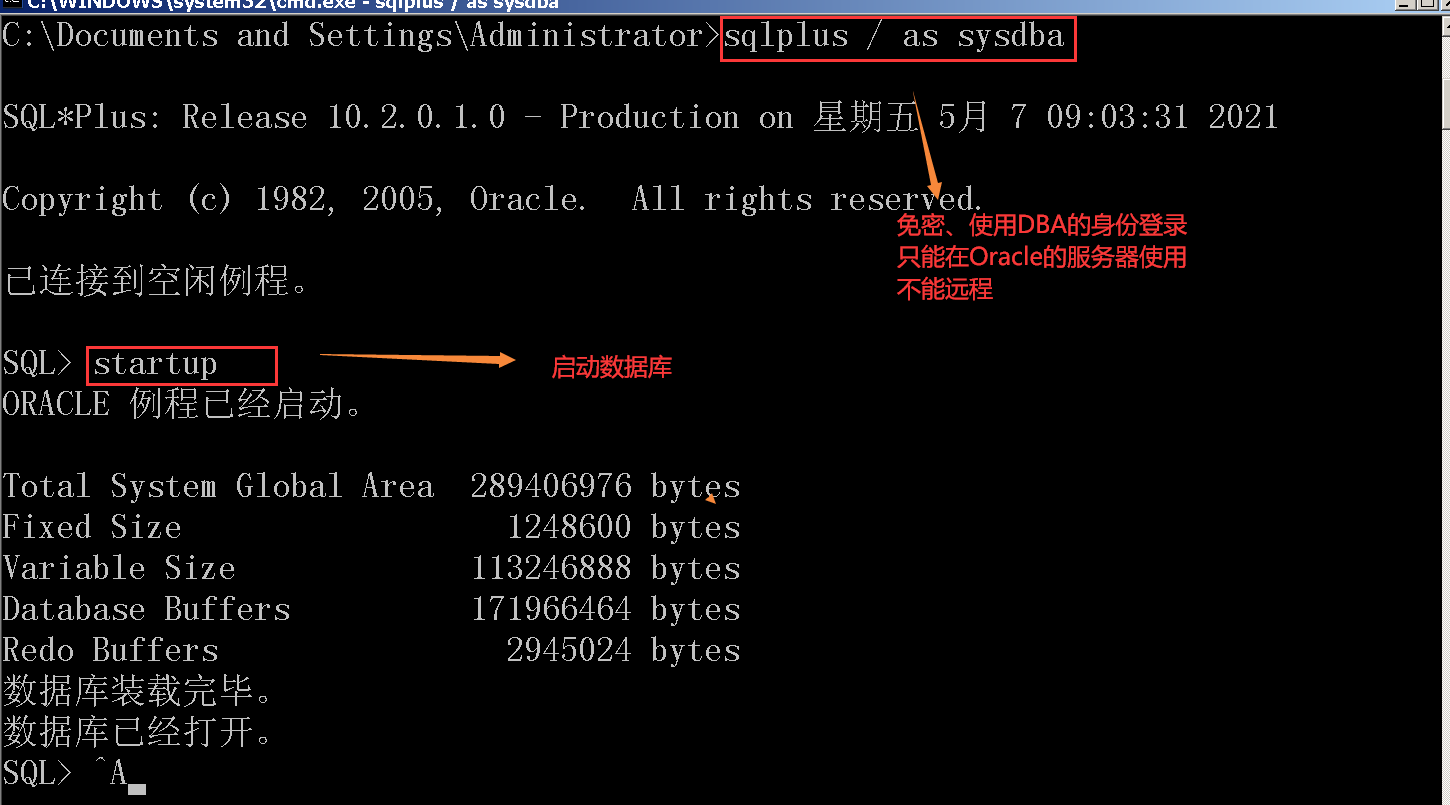 C:\WINDOWS\system32\cmd.exe - sqlplus / as sysdba
C:\Documents and Settings\Administrator>sqlplus / as sysdba
SQL*Plus: Release 10.2.0.1.0 - Production on 星期五 5月 7 09:03:31 2021
Copyright (c) 1982, 2005, Oracle.  All rights reserved.
免密、使用DBA的身份登录
只能在Oracle的服务器使用
不能远程
已连接到空闲例程。
SQL> startup
启动数据库
ORACLE 例程已经启动。
Total System Global Area  289406976 bytes
Fixed Size                  1248600 bytes
Variable Size             113246888 bytes
Database Buffers          171966464 bytes
Redo Buffers                2945024 bytes
数据库装载完毕。
数据库已经打开。
SQL> ^A